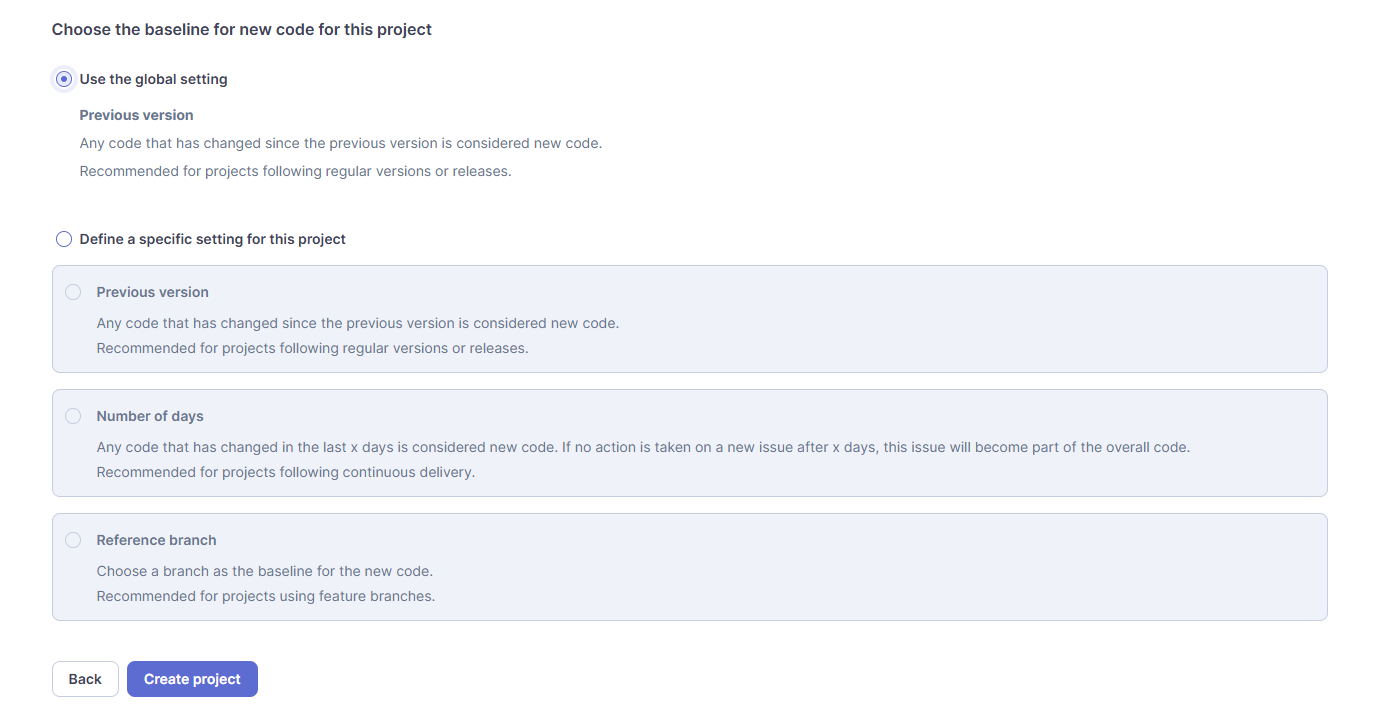 Choose the baseline for new code for this project
Use the global setting
Previous version
Any code that has changed since the previous version is considered new code.
Recommended for projects following regular versions or releases.
Define a specific setting for this project
Previous version
Any code that has changed since the previous version is considered new code.
Recommended for projects following regular versions or releases.
Number of days
Any code that has changed in the last x days is considered new code. If no action is taken on a new issue after x days, this issue will become part of the overall code.
Recommended for projects following continuous delivery.
Reference branch
Choose a branch as the baseline for the new code.
Recommended for projects using feature branches.
Back Create project